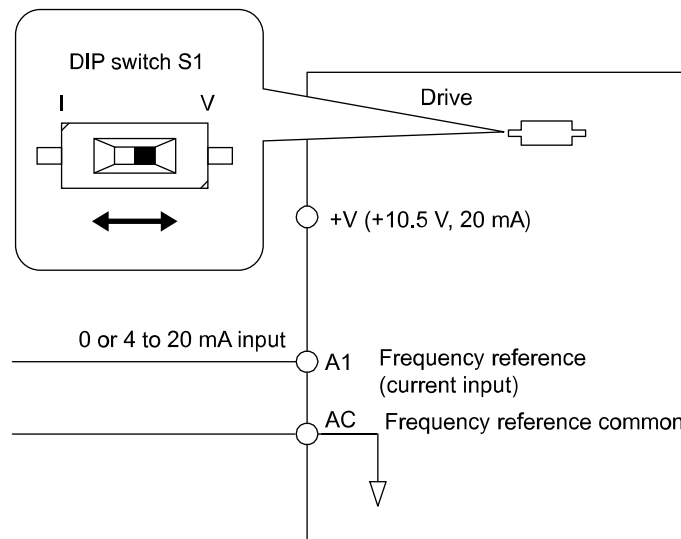 DIP switch S1
I V
Drive
+V (+10.5 V, 20 mA)
0 or 4 to 20 mA input
A1 Frequency reference
(current input)
AC Frequency reference common